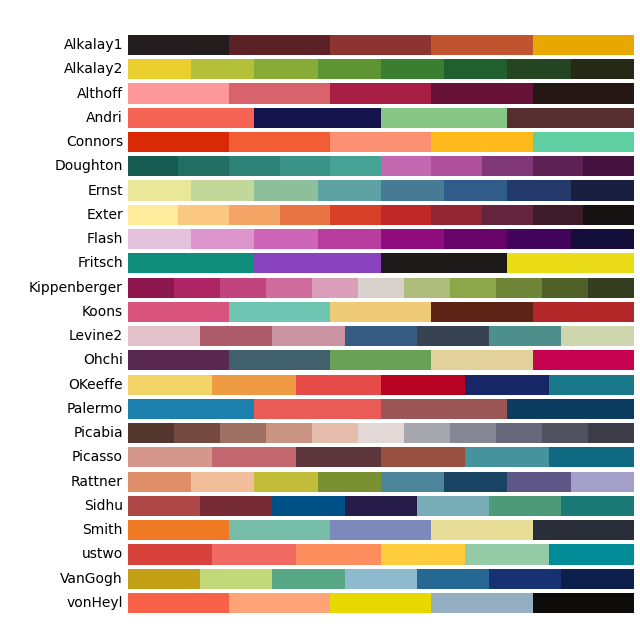 Alkalay1
Alkalay2
Althoff
Andri
Connors
Doughton
Ernst
Exter
Flash
Fritsch
Kippenberger
Koons
Levine2
Ohchi
OKeeffe
Palermo
Picabia
Picasso
Rattner
Sidhu
Smith
ustwo
VanGogh
vonHeyl